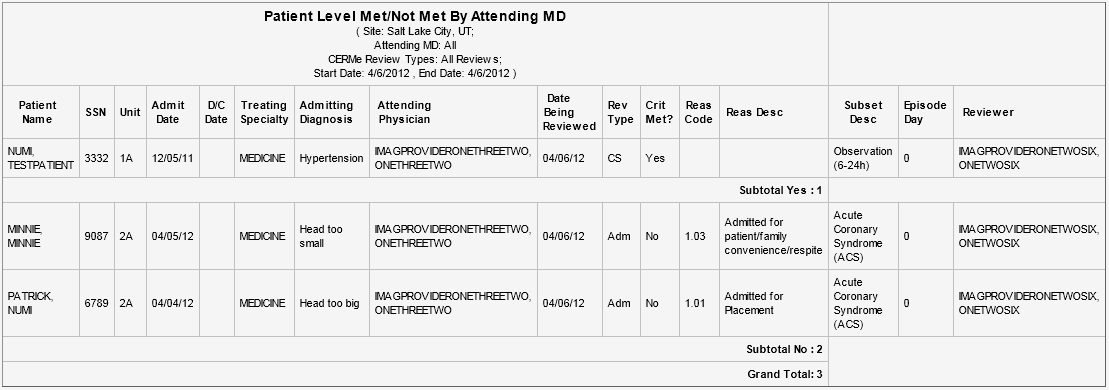 Patient Level Met/Not Met By Attending MD
( Site: Salt Lake City, UT;
Attending MD: All
CERMe Review Types: All Reviews;
Start Date: 4/6/2012 , End Date: 4/6/2012 )
Patient Name SSN Unit Admit Date D/C Date Treating Specialty Admitting Diagnosis Attending Physician Date Being Reviewed Rev Type Crit Met? Reas Code Reas Desc Subset Desc Episode Day Reviewer
NUMI, TESTPATIENT 3332 1A 12/05/11 MEDICINE Hypertension IMAGPROVIDERONETHREETWO, ONETHREETWO 04/06/12 CS Yes Observation (6-24h) 0 IMAGPROVIDERONETWOSIX, ONETWOSIX
Subtotal Yes : 1
MINNIE, MINNIE 9087 2A 04/05/12 MEDICINE Head too small IMAGPROVIDERONETHREETWO, ONETHREETWO 04/06/12 Adm No 1.03 Admitted for patient/family convenience/respite Acute Coronary Syndrome (ACS) 0 IMAGPROVIDERONETWOSIX, ONETWOSIX
PATRICK, NUMI 6789 2A 04/04/12 MEDICINE Head too big IMAGPROVIDERONETHREETWO, ONETHREETWO 04/06/12 Adm No 1.01 Admitted for Placement Acute Coronary Syndrome (ACS) 0 IMAGPROVIDERONETWOSIX, ONETWOSIX
Subtotal No : 2
Grand Total: 3